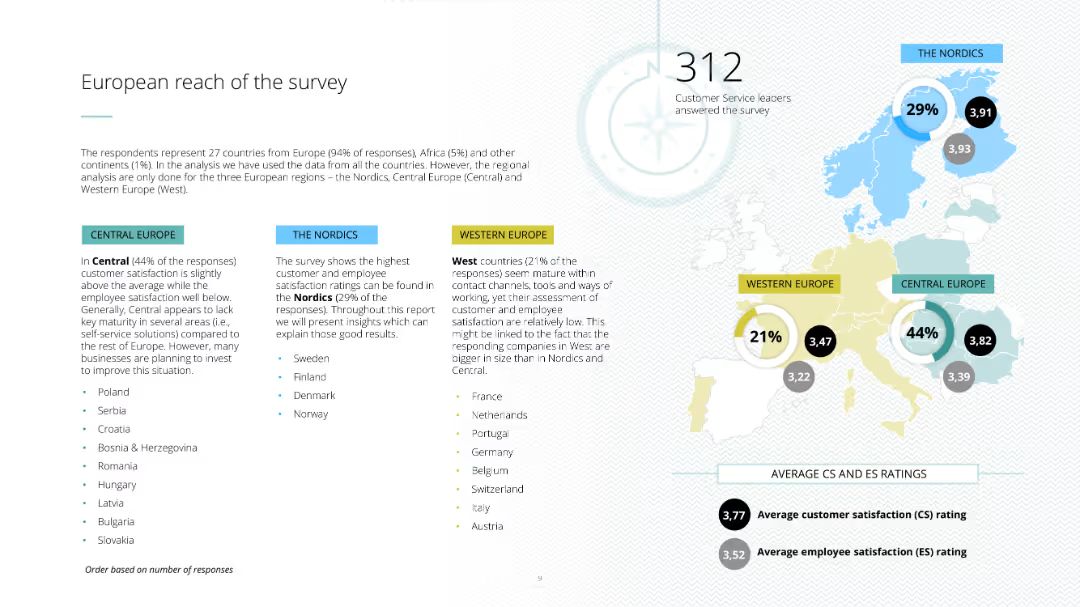 European reach of the survey
The respondents represent 27 countries from Europe (94% of responses), Africa (5%) and other
continents (1%). In the analysis we have used the data from all the countries. However, the regional
analysis are only done for the three European regions – the Nordics, Central Europe (Central) and
Western Europe (West).
CENTRAL EUROPE
In Central (44% of the responses)
customer satisfaction is slightly
above the average while the
employee satisfaction well below.
Generally, Central appears to lack
key maturity in several areas (i.e.,
self-service solutions) compared to
the rest of Europe. However, many
businesses are planning to invest
to improve this situation.
• Poland
• Serbia
• Croatia
• Bosnia & Herzegovina
• Romania
• Hungary
• Latvia
• Bulgaria
• Slovakia
Order based on number of responses
THE NORDICS
The survey shows the highest
customer and employee
satisfaction ratings can be found in
the Nordics (29% of the
responses). Throughout this report
we will present insights which can
explain those good results.
• Sweden
• Finland
• Denmark
• Norway
WESTERN EUROPE
West countries (21% of the
responses) seem mature within
contact channels, tools and ways of
working, yet their assessment of
customer and employee
satisfaction are relatively low. This
might be linked to the fact that the
responding companies in West are
bigger in size than in Nordics and
Central.
• France
• Netherlands
• Portugal
• Germany
• Belgium
• Switzerland
• Italy
• Austria
312
Customer Service leaders
answered the survey
THE NORDICS
29%
3,91
3,93
WESTERN EUROPE
21%
3,47
3,22
CENTRAL EUROPE
44%
3,82
3,39
AVERAGE CS AND ES RATINGS
3,77 Average customer satisfaction (CS) rating
3,52 Average employee satisfaction (ES) rating
9